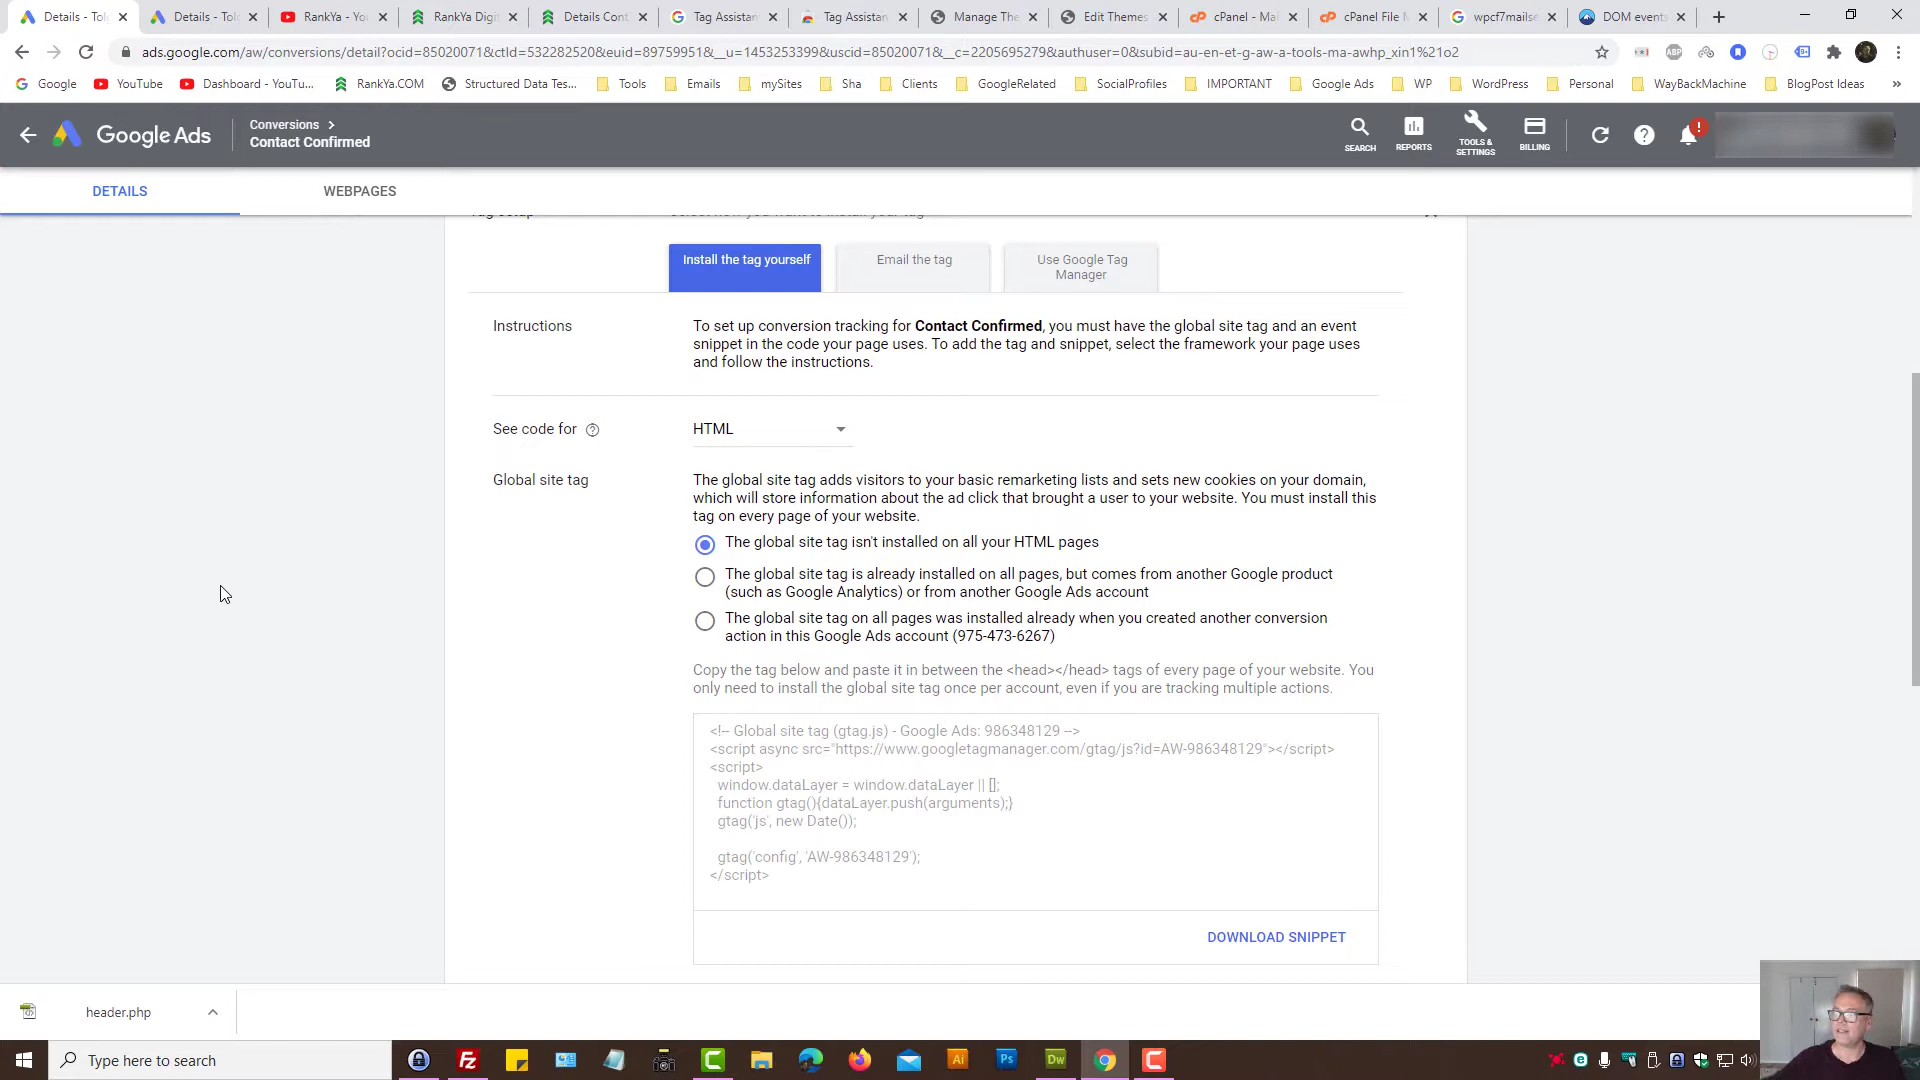 Details - Tol
Details - Tol
RankYa - Yo
RankYa Digi
Details Cont
Tag Assistan
Tag Assistan
Manage The
Edit Themes
cPanel - Ma
cPanel File M
wpcf7mailse
DOM events
ads.google.com/aw/conversions/detail?ocid=85020071&ctId=532282520&euid=89759951&__u=1453253399&uscid=85020071&__c=2205695279&authuser=0&subid=au-en-et-g-aw-a-tools-ma-awhp_xin1%21o2
Google
YouTube
Dashboard - YouTu...
RankYa.COM
Structured Data Tes...
Tools
Emails
mySites
Sha
Clients
GoogleRelated
SocialProfiles
IMPORTANT
Google Ads
WP
WordPress
Personal
WayBackMachine
BlogPost Ideas
»
Google Ads
Conversions >
Contact Confirmed
SEARCH
REPORTS
TOOLS &
SETTINGS
BILLING
DETAILS
WEBPAGES
Install the tag yourself
Email the tag
Use Google Tag
Manager
Instructions
To set up conversion tracking for Contact Confirmed, you must have the global site tag and an event
snippet in the code your page uses. To add the tag and snippet, select the framework your page uses
and follow the instructions.
See code for
HTML
Global site tag
The global site tag adds visitors to your basic remarketing lists and sets new cookies on your domain,
which will store information about the ad click that brought a user to your website. You must install this
tag on every page of your website.
The global site tag isn't installed on all your HTML pages
The global site tag is already installed on all pages, but comes from another Google product
(such as Google Analytics) or from another Google Ads account
The global site tag on all pages was installed already when you created another conversion
action in this Google Ads account (975-473-6267)
Copy the tag below and paste it in between the <head></head> tags of every page of your website. You
only need to install the global site tag once per account, even if you are tracking multiple actions.
<!-- Global site tag (gtag.js) - Google Ads: 986348129 -->
<script async src="https://www.googletagmanager.com/gtag/js?id=AW-986348129"></script>
<script>
window.dataLayer = window.dataLayer || [];
function gtag(){dataLayer.push(arguments);}
gtag('js', new Date());
gtag('config', 'AW-986348129');
</script>
DOWNLOAD SNIPPET
header.php
Type here to search
Fz
Ai
Ps
Dw